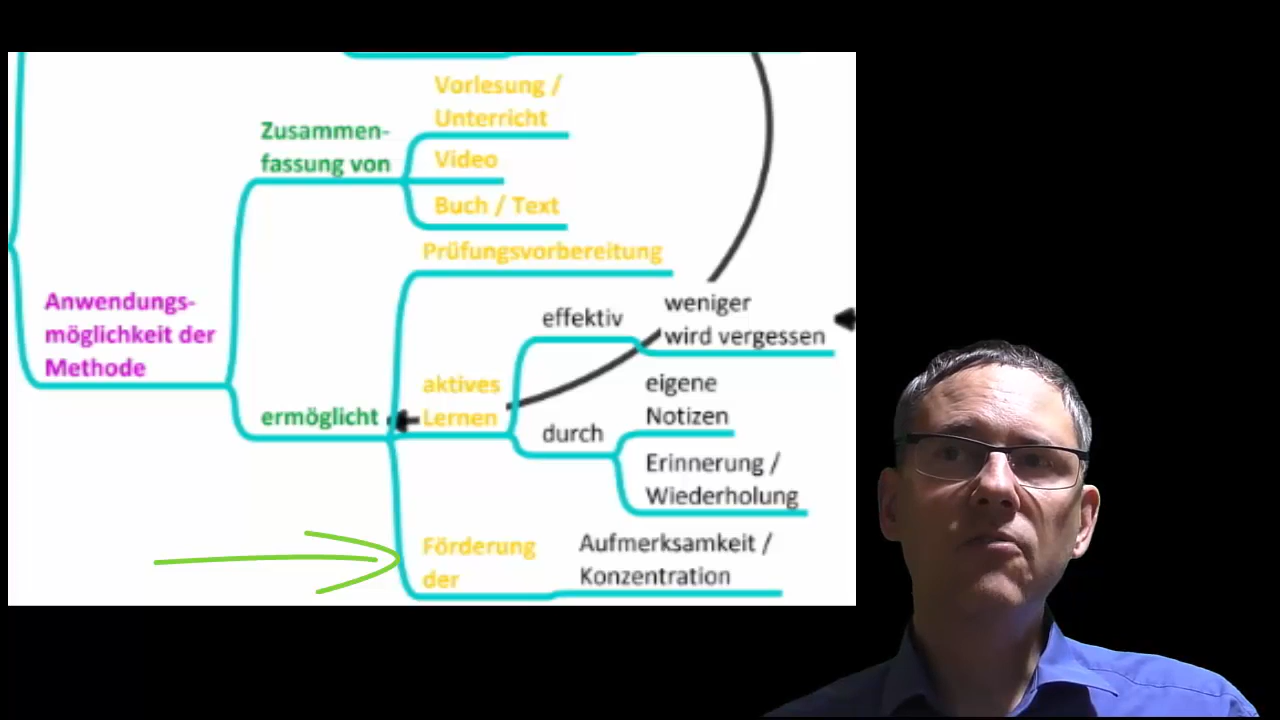 Vorlesung /
Unterricht
Zusammen-
fassung von
Video
Buch / Text
Prüfungsvorbereitung
Anwendungs-
möglichkeit der
Methode
ermöglicht
aktives
Lernen
effektiv
weniger
wird vergessen
durch
eigene
Notizen
Erinnerung /
Wiederholung
Förderung
der
Aufmerksamkeit /
Konzentration